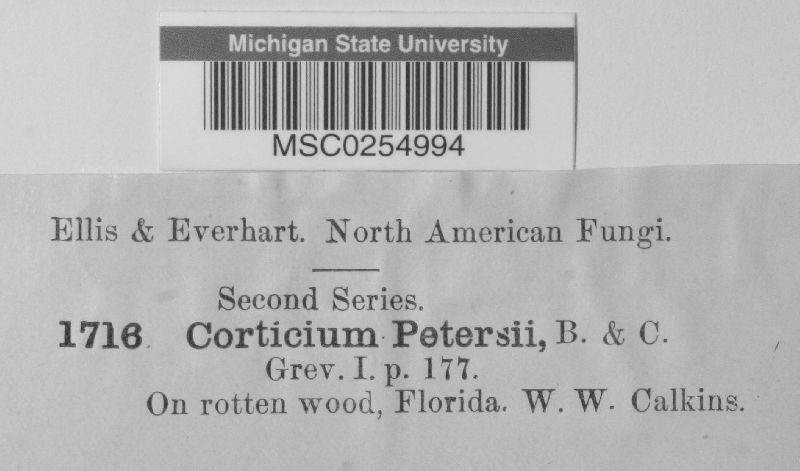 Michigan State University
MSC0254994
Ellis & Everhart. North American Fungi.
Second Series.
1716. Corticium Petersii, B. & C.
Grev. I. p. 177.
On rotten wood, Florida. W. W. Calkins.